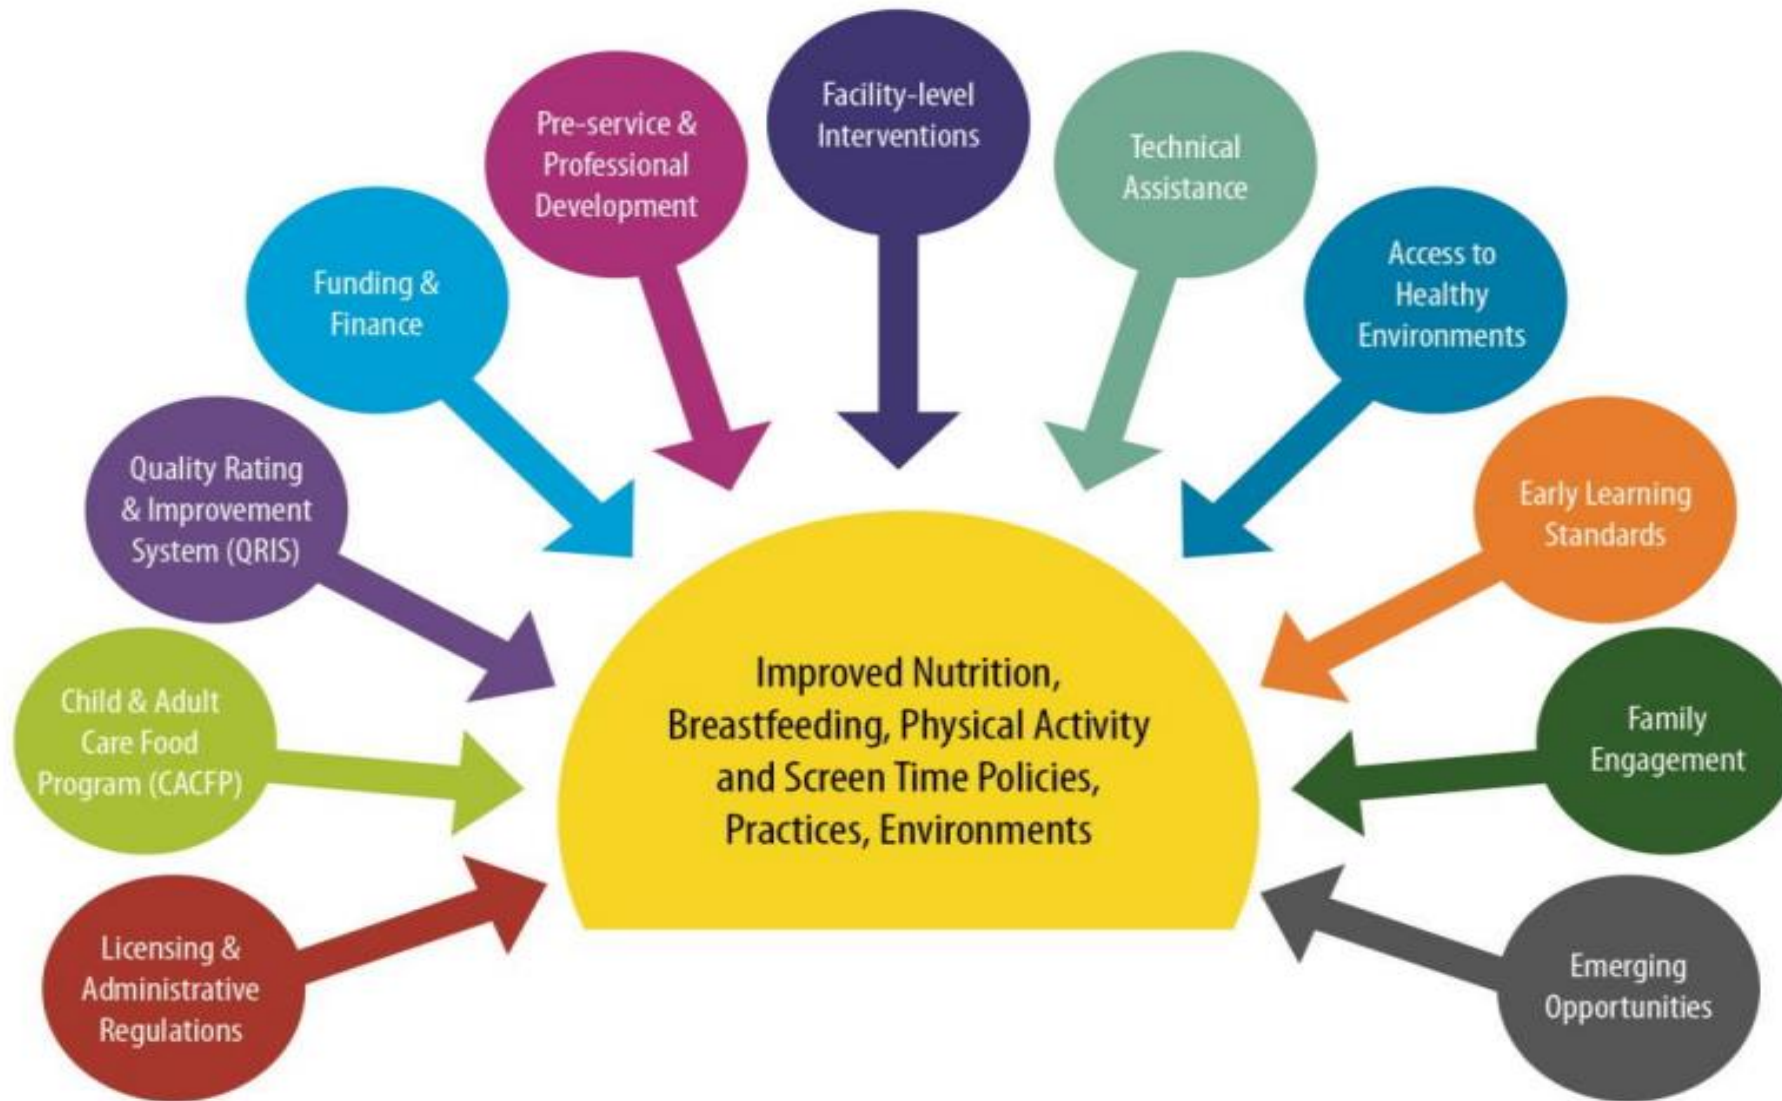 Facility-level
Interventions
Pre-service &
Professional
Development
Technical
Assistance
Funding &
Finance
Access to
Healthy
Environments
Quality Rating
& Improvement
System (QRIS)
Early Learning
Standards
Child & Adult
Care Food
Program (CACFP)
Family
Engagement
Licensing &
Administrative
Regulations
Emerging
Opportunities
Improved Nutrition,
Breastfeeding, Physical Activity
and Screen Time Policies,
Practices, Environments